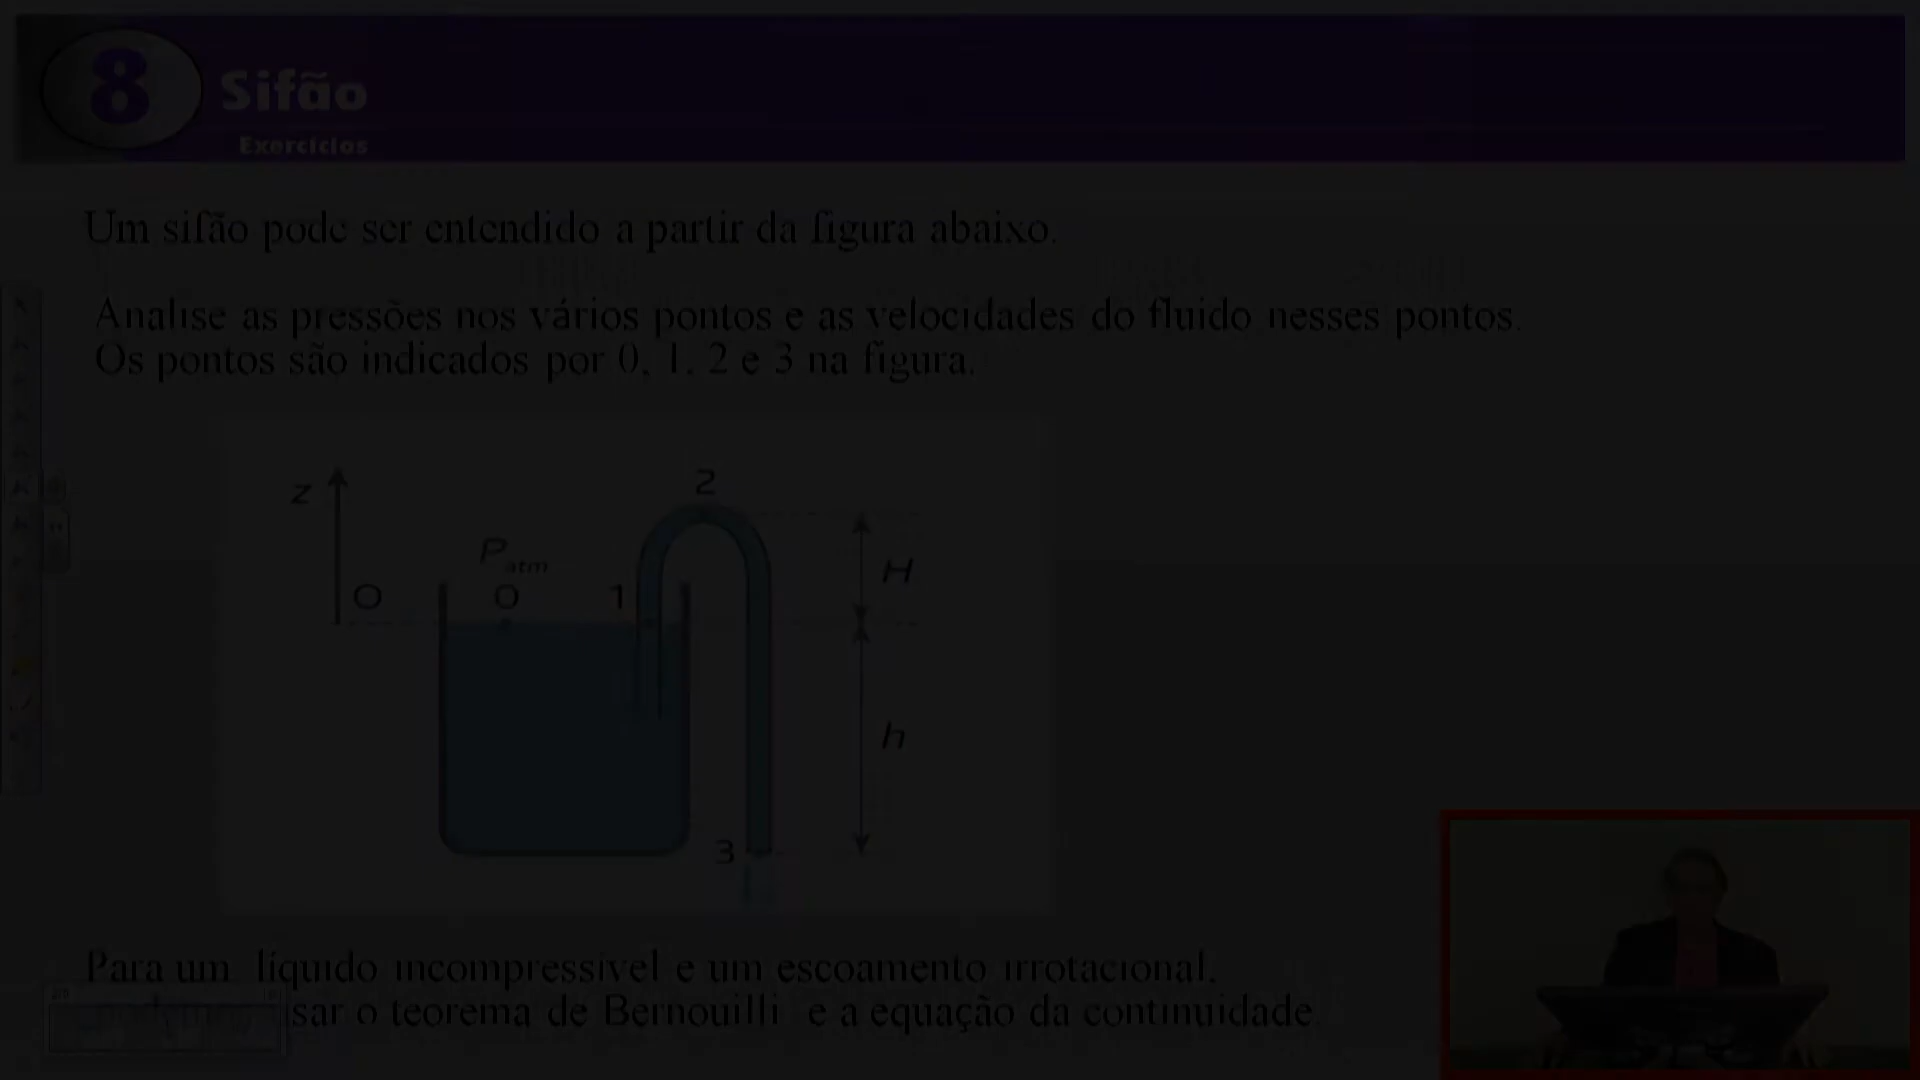 8
Sifão
Exercícios
Um sifão pode ser entendido a partir da figura abaixo.
Analise as pressões nos vários pontos e as velocidades do fluido nesses pontos.
Os pontos são indicados por 0, 1, 2 e 3 na figura.
z
2
P atm
H
O
0
1
h
3
Para um líquido incompressível e um escoamento irrotacional,
usar o teorema de Bernouilli e a equação da continuidade